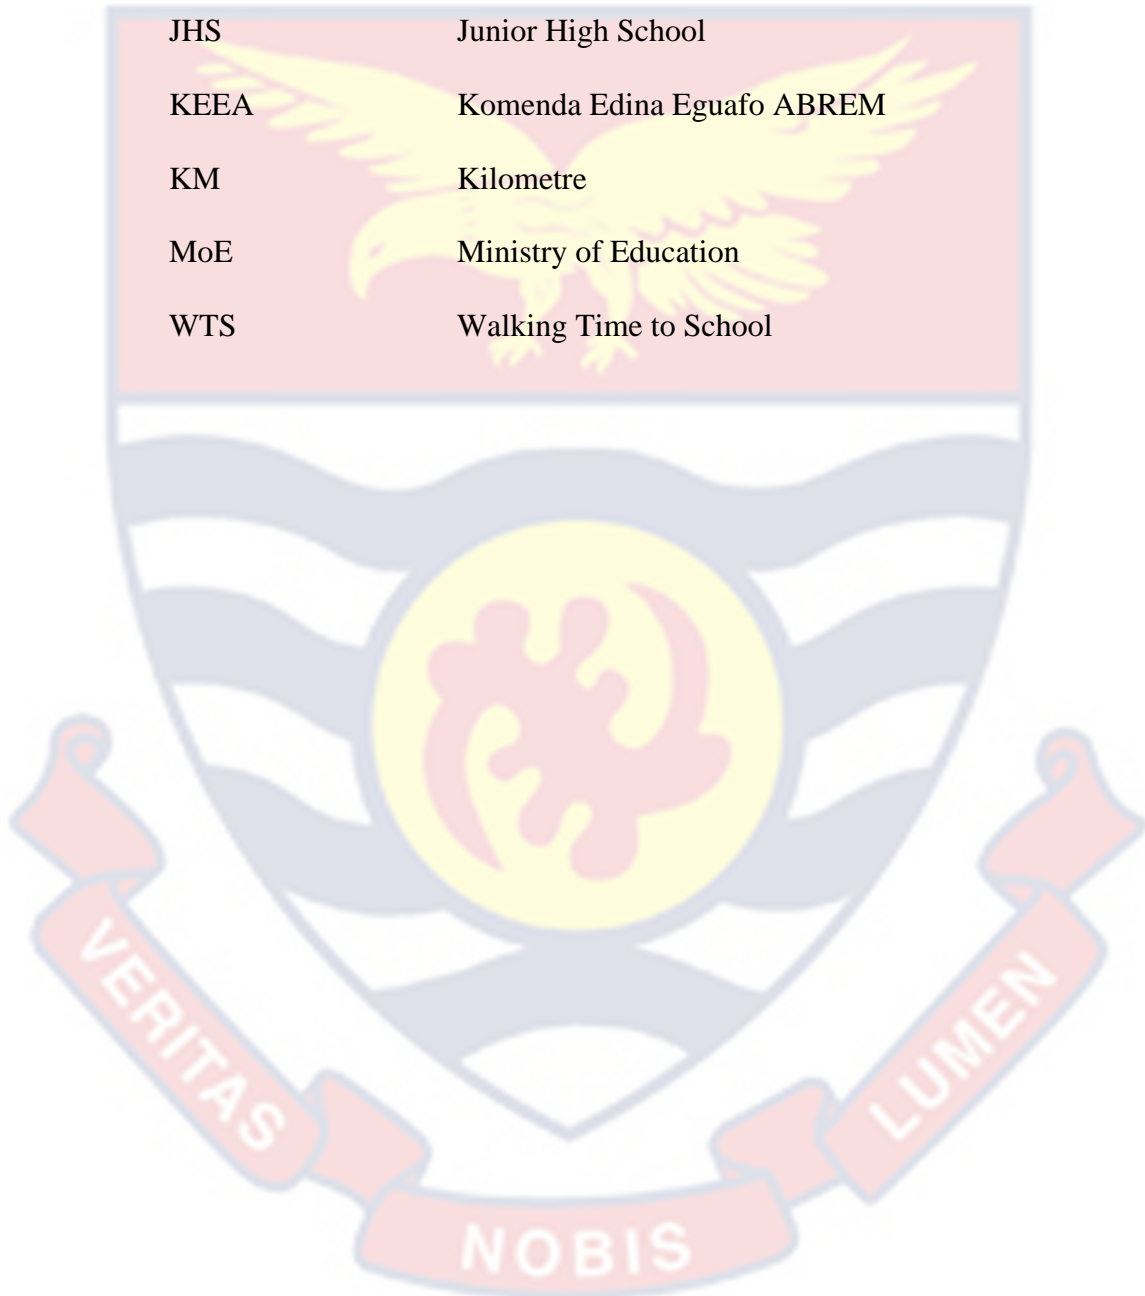 JHS Junior High School
KEEA Komenda Edina Eguafo ABREM
KM Kilometre
MoE Ministry of Education
WTS Walking Time to School
VERITAS NOBIS LUMEN